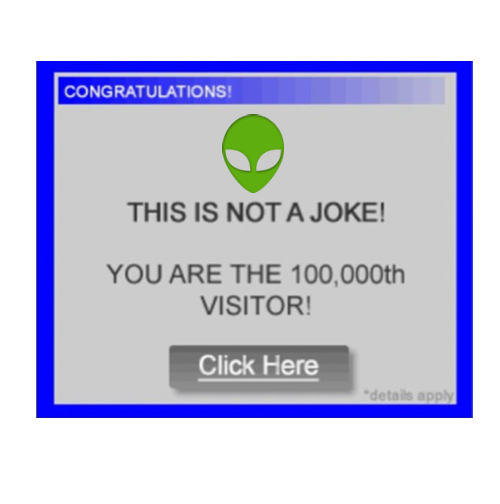 CONGRATULATIONS!
THIS IS NOT A JOKE!
YOU ARE THE 100,000th
VISITOR!
Click Here
*details apply